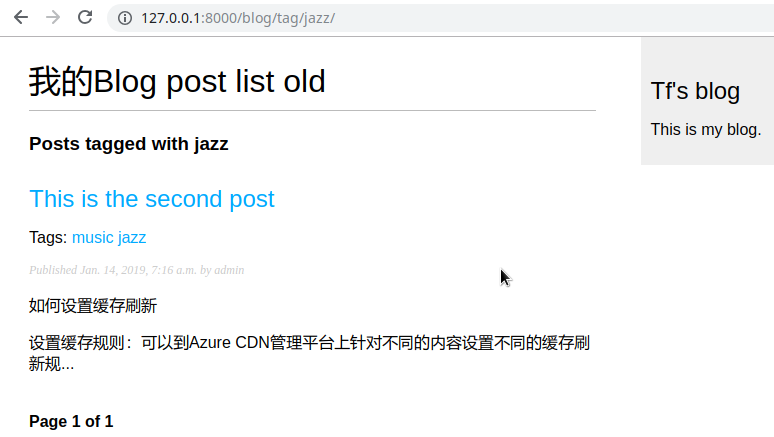 127.0.0.1:8000/blog/tag/jazz/
我的Blog post list old
Posts tagged with jazz
This is the second post
Tags: music jazz
Published Jan. 14, 2019, 7:16 a.m. by admin
如何设置缓存刷新
设置缓存规则：可以到Azure CDN管理平台上针对不同的内容设置不同的缓存刷
新规...
Page 1 of 1
Tf's blog
This is my blog.